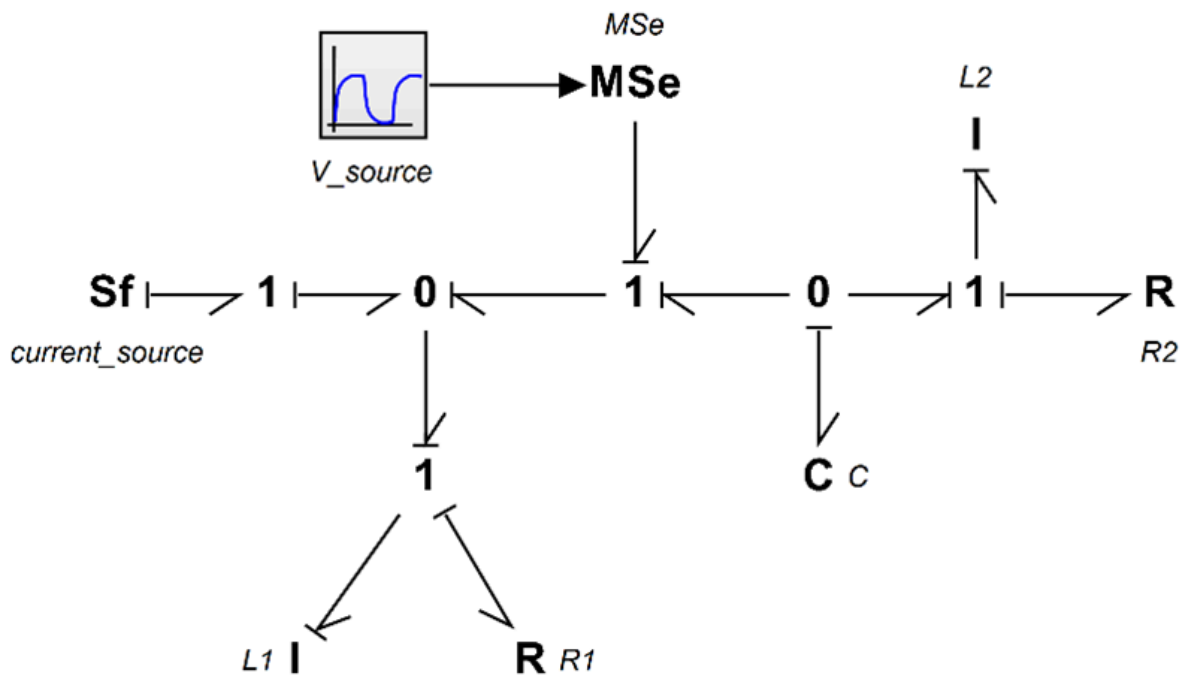 MSe
MSe
L2
I
V_source
Sf 1 0 1 0 1 R
current_source
R2
1
C C
L1 I
R R1